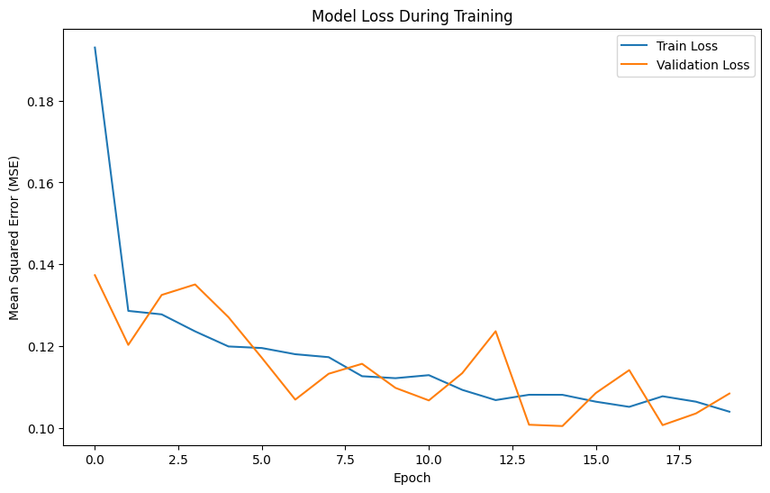 Model Loss During Training
Train Loss
Validation Loss
Mean Squared Error (MSE)
0.18
0.16
0.14
0.12
0.10
0.0 2.5 5.0 7.5 10.0 12.5 15.0 17.5
Epoch